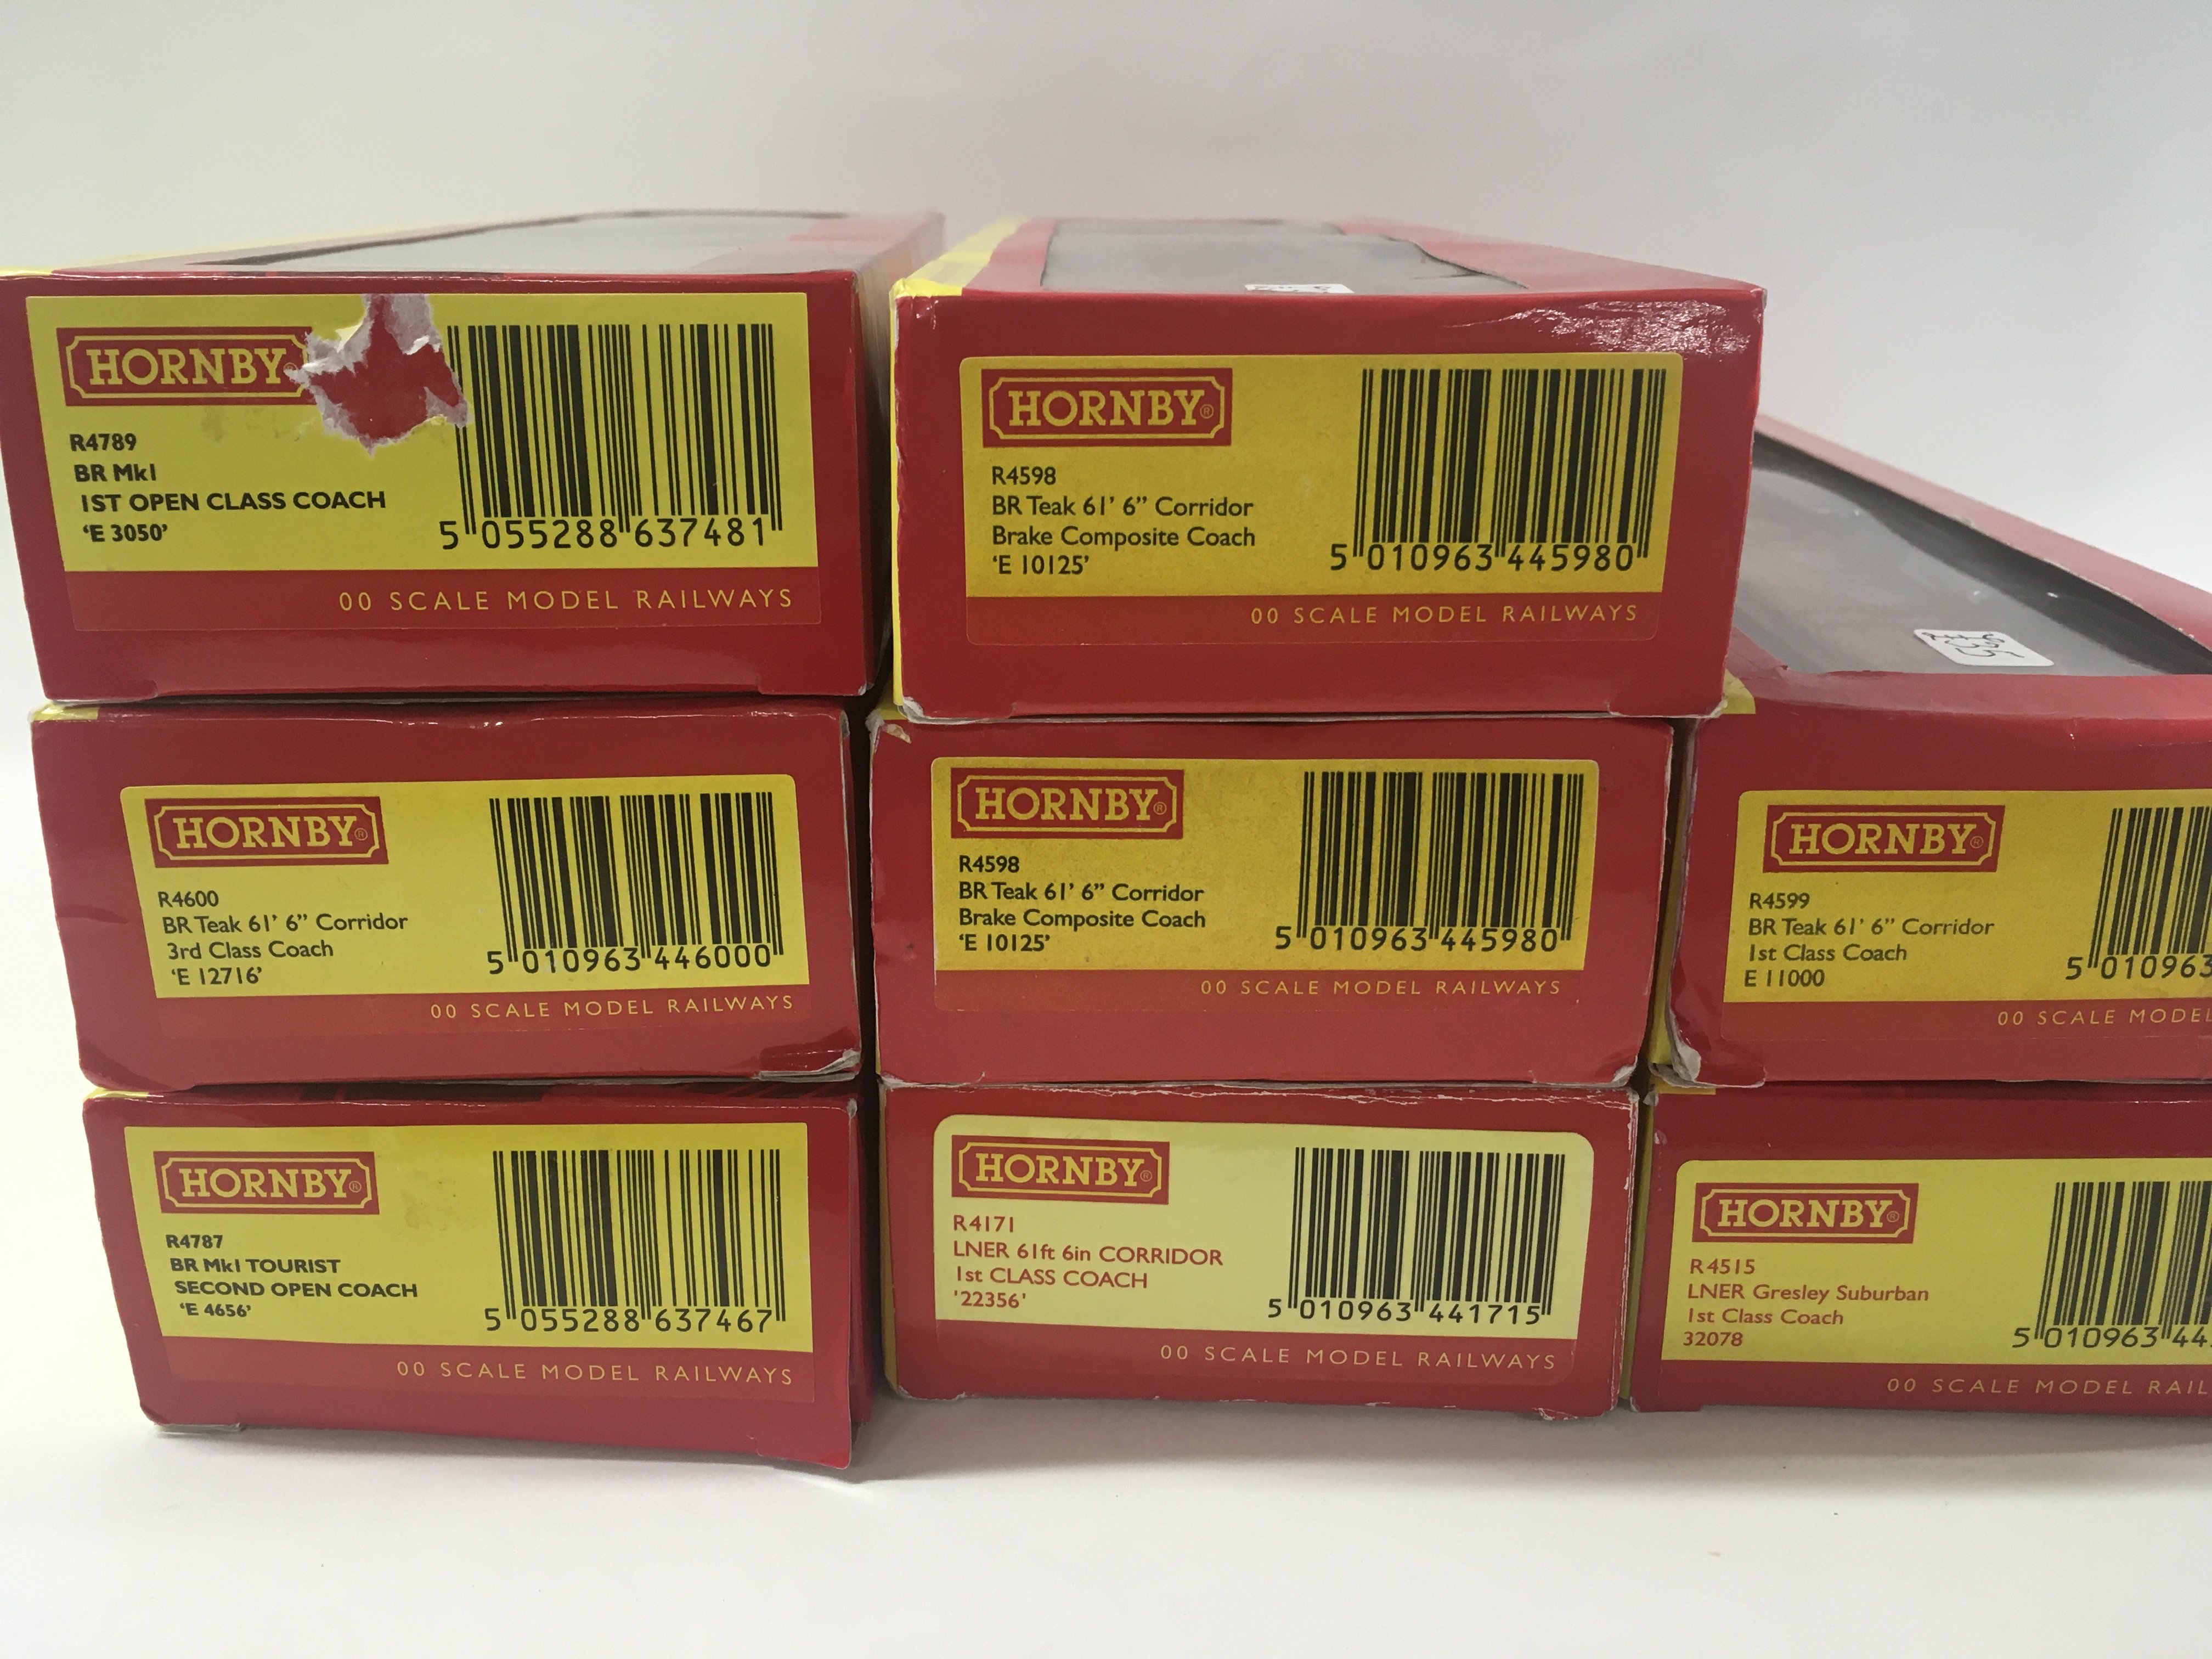 HORNBY®
R4789
BR Mk1
1ST OPEN CLASS COACH
‘E 3050’
5 055288 637481
00 SCALE MODEL RAILWAYS
HORNBY®
R4598
BR Teak 61’ 6” Corridor
Brake Composite Coach
‘E 10125’
5 010963 445980
00 SCALE MODEL RAILWAYS
£35
HORNBY®
R4600
BR Teak 61’ 6” Corridor
3rd Class Coach
‘E 12716’
5 010963 446000
00 SCALE MODEL RAILWAYS
HORNBY®
R4598
BR Teak 61’ 6” Corridor
Brake Composite Coach
‘E 10125’
5 010963 445980
00 SCALE MODEL RAILWAYS
HORNBY®
R4599
BR Teak 61’ 6” Corridor
1st Class Coach
E 11000
5 010963
00 SCALE MODEL
HORNBY®
R4787
BR Mk1 TOURIST
SECOND OPEN COACH
‘E 4656’
5 055288 637467
00 SCALE MODEL RAILWAYS
HORNBY®
R4171
LNER 61ft 6in CORRIDOR
1st CLASS COACH
'22356'
5 010963 441715
00 SCALE MODEL RAILWAYS
HORNBY®
R4515
LNER Gresley Suburban
1st Class Coach
32078
5 010963 44
00 SCALE MODEL RAIL